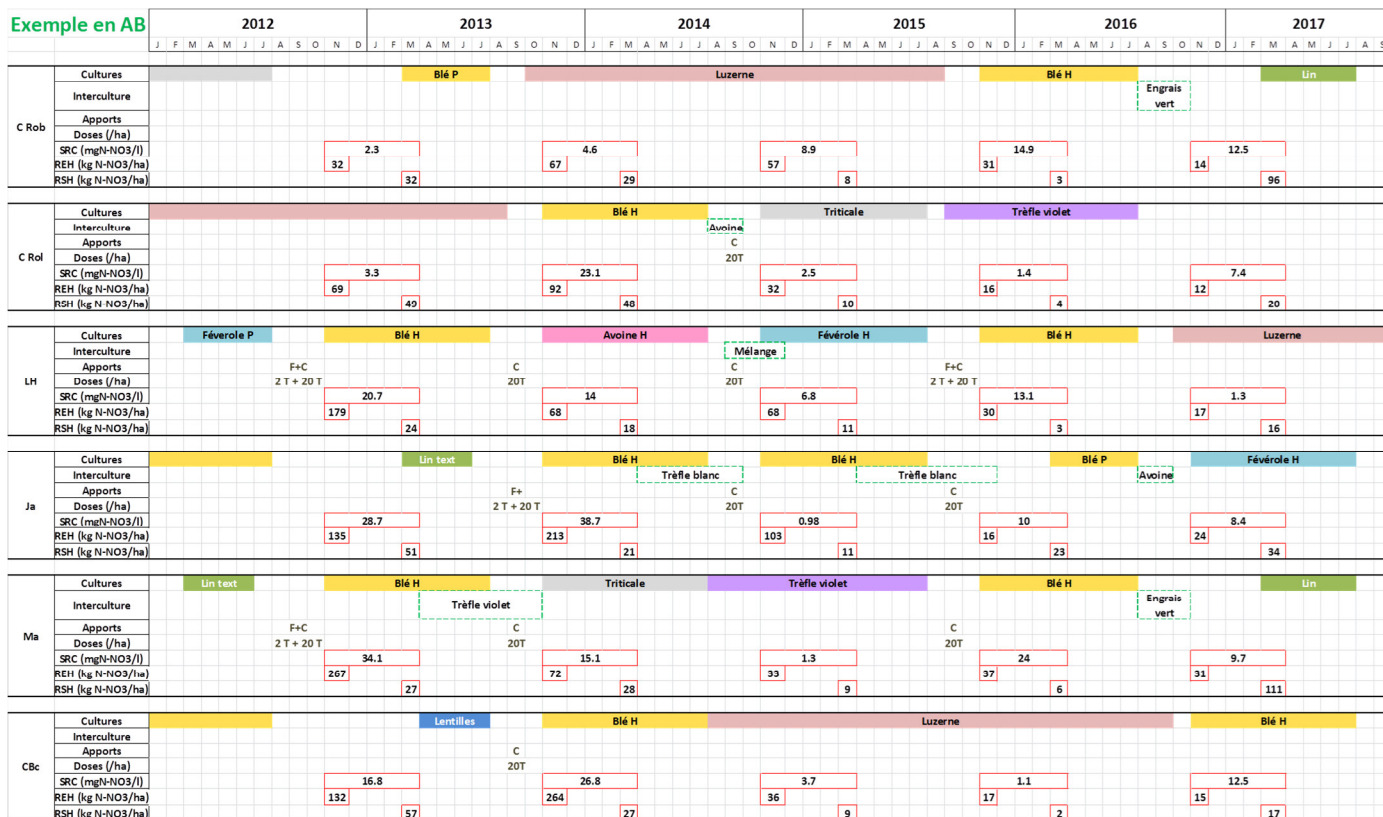 Exemple en AB 2012 2013 2014 2015 2016 2017
J F M A M J J A S O N D J F M A M J J A S O N D J F M A M J J A S O N D J F M A M J J A S O N D J F M A M J J A S O N D J F M A M J J A S
Cultures Blé P Luzerne Blé H Lin
Interculture Engrais vert
C Rob Apports
Doses (/ha)
SRC (mgN-NO3/l) 2.3 4.6 8.9 14.9 12.5
REH (kg N-NO3/ha) 32 67 57 31 14
RSH (kg N-NO3/ha) 32 29 8 3 96
Cultures Blé H Triticale Trèfle violet
Interculture Avoine
Apports C
C Rol Doses (/ha) 20T
SRC (mgN-NO3/l) 3.3 23.1 2.5 1.4 7.4
REH (kg N-NO3/ha) 69 92 32 16 12
RSH (kg N-NO3/ha) 49 48 10 4 20
Cultures Féverole P Blé H Avoine H Févérole H Blé H Luzerne
Interculture Mélange
Apports F+C C C F+C
LH Doses (/ha) 2 T + 20 T 20T 20T 2 T + 20 T
SRC (mgN-NO3/l) 20.7 14 6.8 13.1 1.3
REH (kg N-NO3/ha) 179 68 68 30 17
RSH (kg N-NO3/ha) 24 18 11 3 16
Cultures Lin text Blé H Blé H Blé P Févérole H
Interculture Trèfle blanc Trèfle blanc Avoine
Apports F+ C C
Ja Doses (/ha) 2 T + 20 T 20T 20T
SRC (mgN-NO3/l) 28.7 38.7 0.98 10 8.4
REH (kg N-NO3/ha) 135 213 103 16 24
RSH (kg N-NO3/ha) 51 21 11 23 34
Cultures Lin text Blé H Triticale Trèfle violet Blé H Lin
Interculture Trèfle violet Engrais vert
Ma Apports F+C C C
Doses (/ha) 2 T + 20 T 20T 20T
SRC (mgN-NO3/l) 34.1 15.1 1.3 24 9.7
REH (kg N-NO3/ha) 267 72 33 37 31
RSH (kg N-NO3/ha) 27 28 9 6 111
Cultures Lentilles Blé H Luzerne Blé H
Interculture
Apports C
CBc Doses (/ha) 20T
SRC (mgN-NO3/l) 16.8 26.8 3.7 1.1 12.5
REH (kg N-NO3/ha) 132 264 36 17 15
RSH (kg N-NO3/ha) 57 27 9 2 17